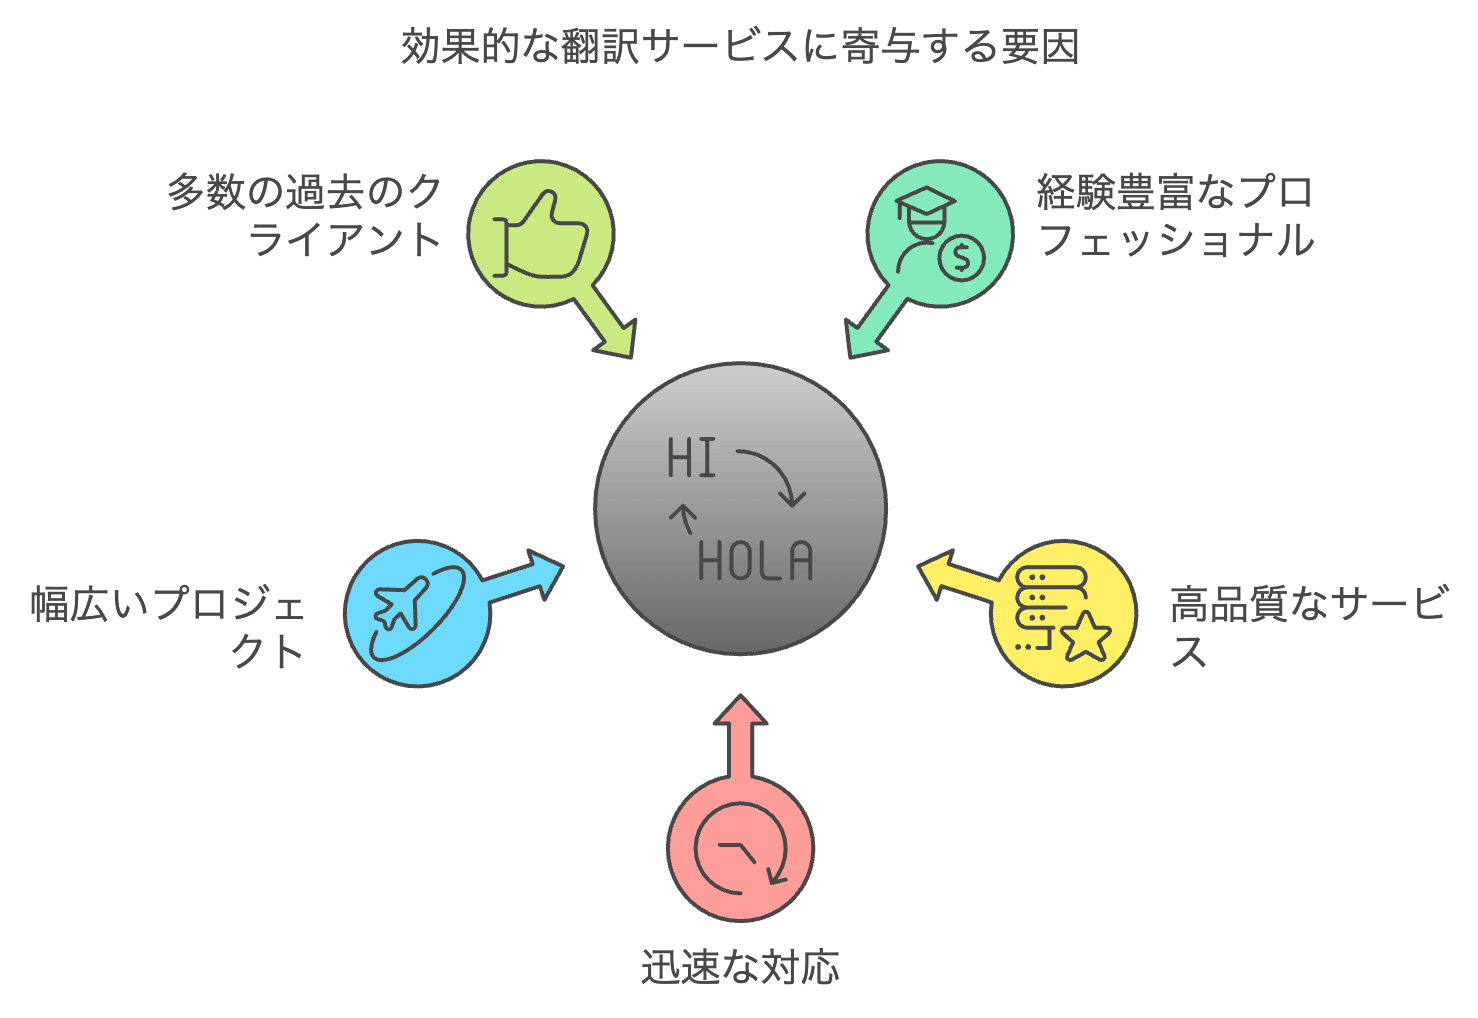 効果的な翻訳サービスに寄与する要因
多数の過去のク
ライアント
経験豊富なプロ
フェッショナル
HI
HOLA
幅広いプロジェ
クト
高品質なサービ
ス
迅速な対応